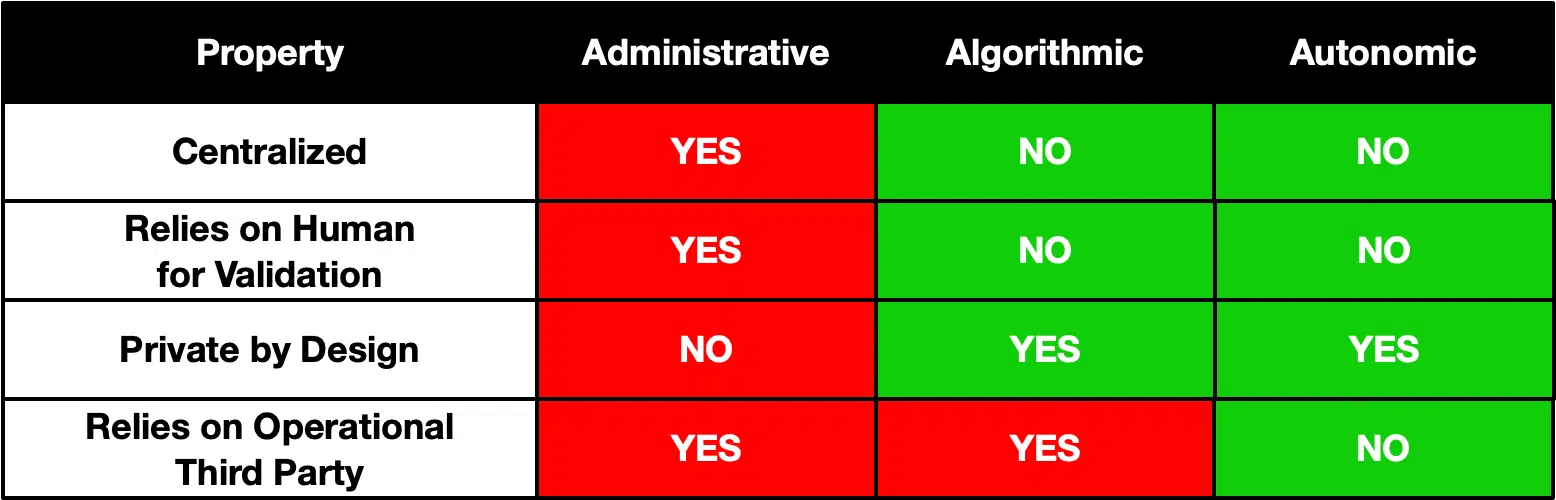 Property Administrative Algorithmic Autonomic
Centralized YES NO NO
Relies on Human
for Validation YES NO NO
Private by Design NO YES YES
Relies on Operational
Third Party YES YES NO